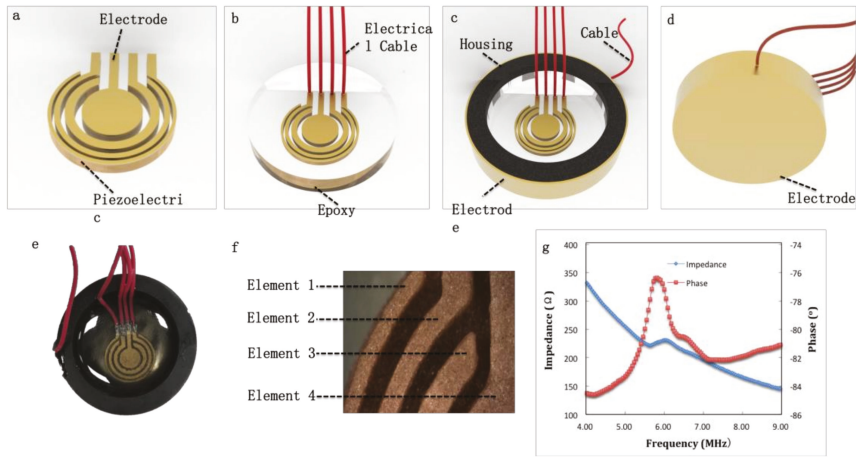 a
Electrode
Piezoelectri
c
b
Electrica
l Cable
Epoxy
c
Housing
Cable
Electrod
e
d
Electrode
e
f
Element 1
Element 2
Element 3
Element 4
g
400
350
300
250
200
150
100
Impedance (Ω)
Impedance
Phase
-74
-76
-78
-80
-82
-84
-86
Phase (°)
4.00 5.00 6.00 7.00 8.00 9.00
Frequency (MHz)